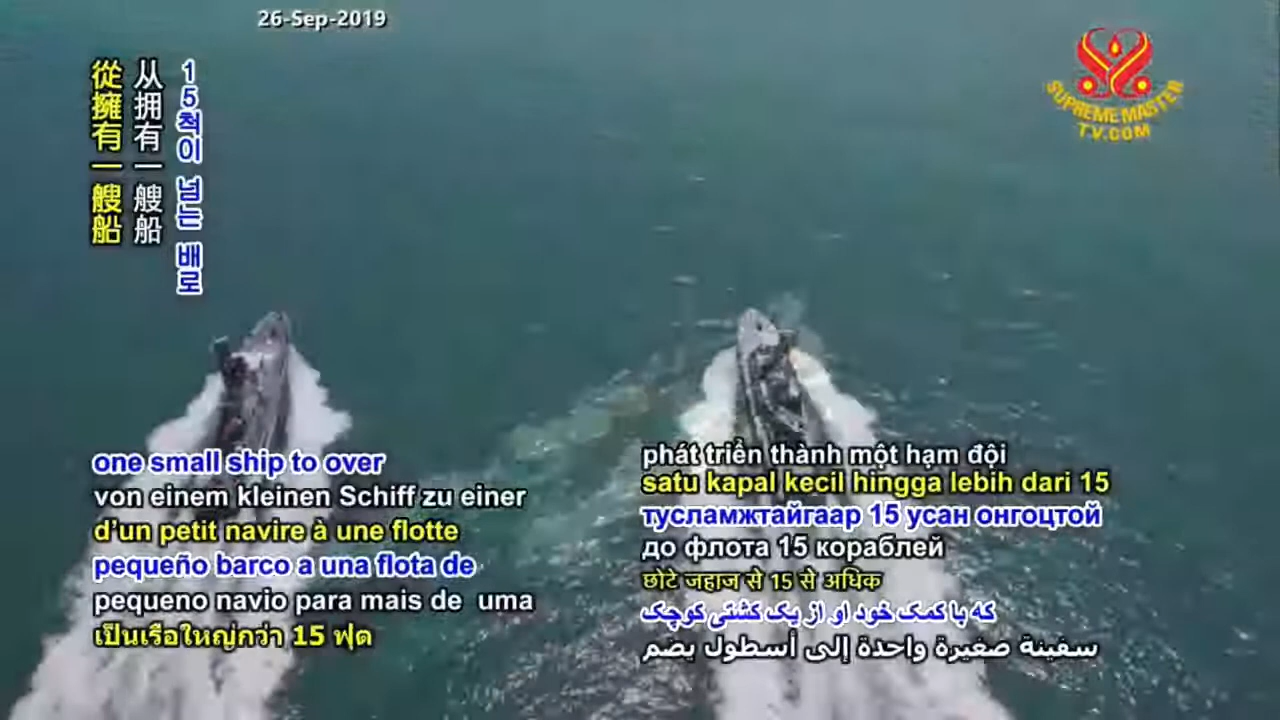 26-Sep-2019
SUPREME MASTER
TV.COM
從擁有一艘船
从拥有一艘船
15척이 넘는 배로
one small ship to over
von einem kleinen Schiff zu einer
d'un petit navire à une flotte
pequeño barco a una flota de
pequeno navio para mais de uma
เป็นเรือใหญ่กว่า 15 ฟุต
phát triển thành một hạm đội
satu kapal kecil hingga lebih dari 15
тусламжтайгаар 15 усан онгоцтой
до флота 15 кораблей
छोटे जहाज से 15 से अधिक
که با کمک خود او از یک کشتی کوچک
سفينة صغيرة واحدة إلى أسطول يضم